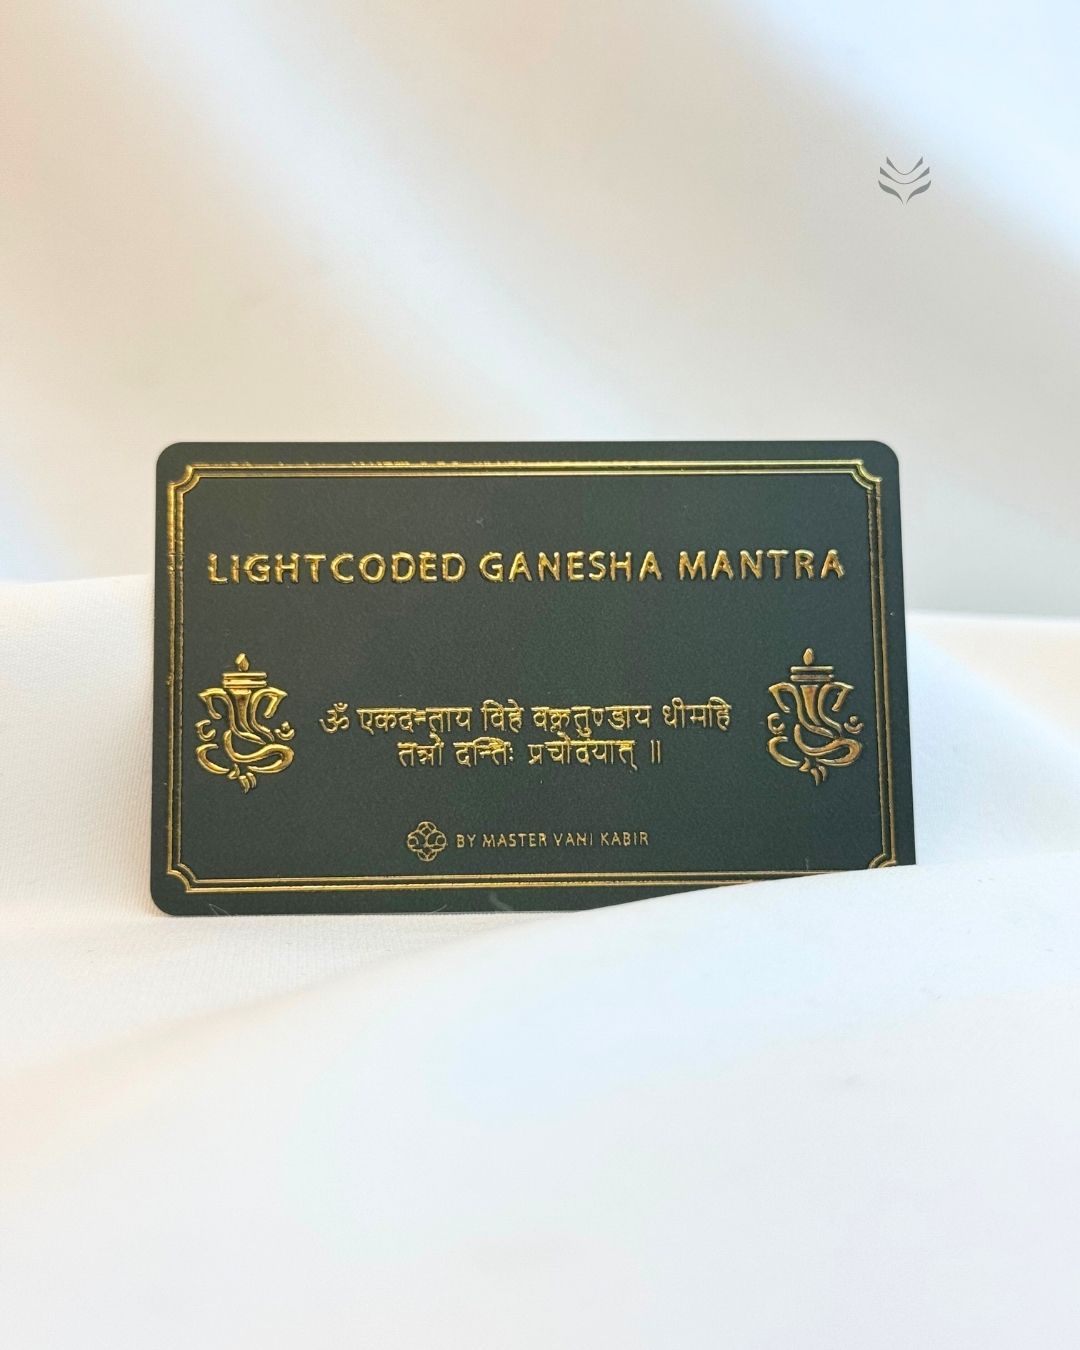 LIGHTCODED GANESHA MANTRA
ॐ एकदन्ताय विहे वक्रतुण्डाय धीमहि
तन्नो दन्तिः प्रचोदयात् ॥
BY MASTER VANI KABIR